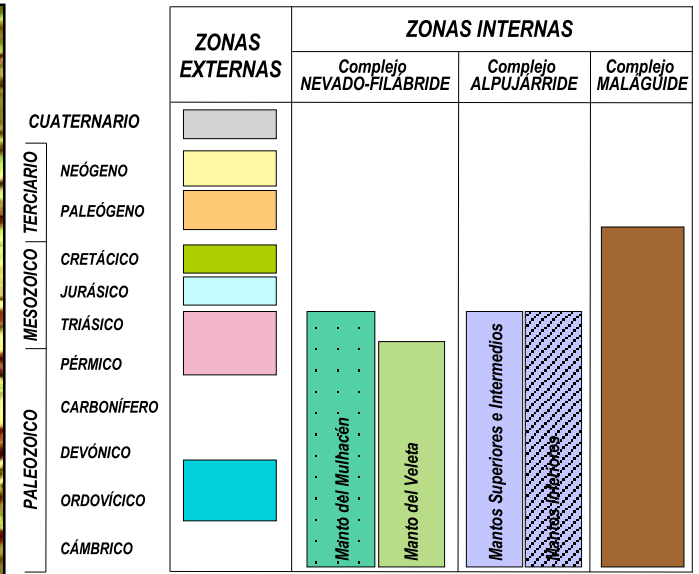 ZONAS
EXTERNAS
ZONAS INTERNAS
Complejo
NEVADO-FILÁBRIDE
Complejo
ALPUJÁRRIDE
Complejo
MALÁGUIDE
CUATERNARIO
TERCIARIO
NEÓGENO
PALEÓGENO
MESOZOICO
CRETÁCICO
JURÁSICO
TRIÁSICO
PALEOZOICO
PÉRMICO
CARBONÍFERO
DEVÓNICO
ORDOVÍCICO
CÁMBRICO
Manto del Mulhacén
Manto del Veleta
Mantos Superiores e Intermedios
Mantos Inferiores